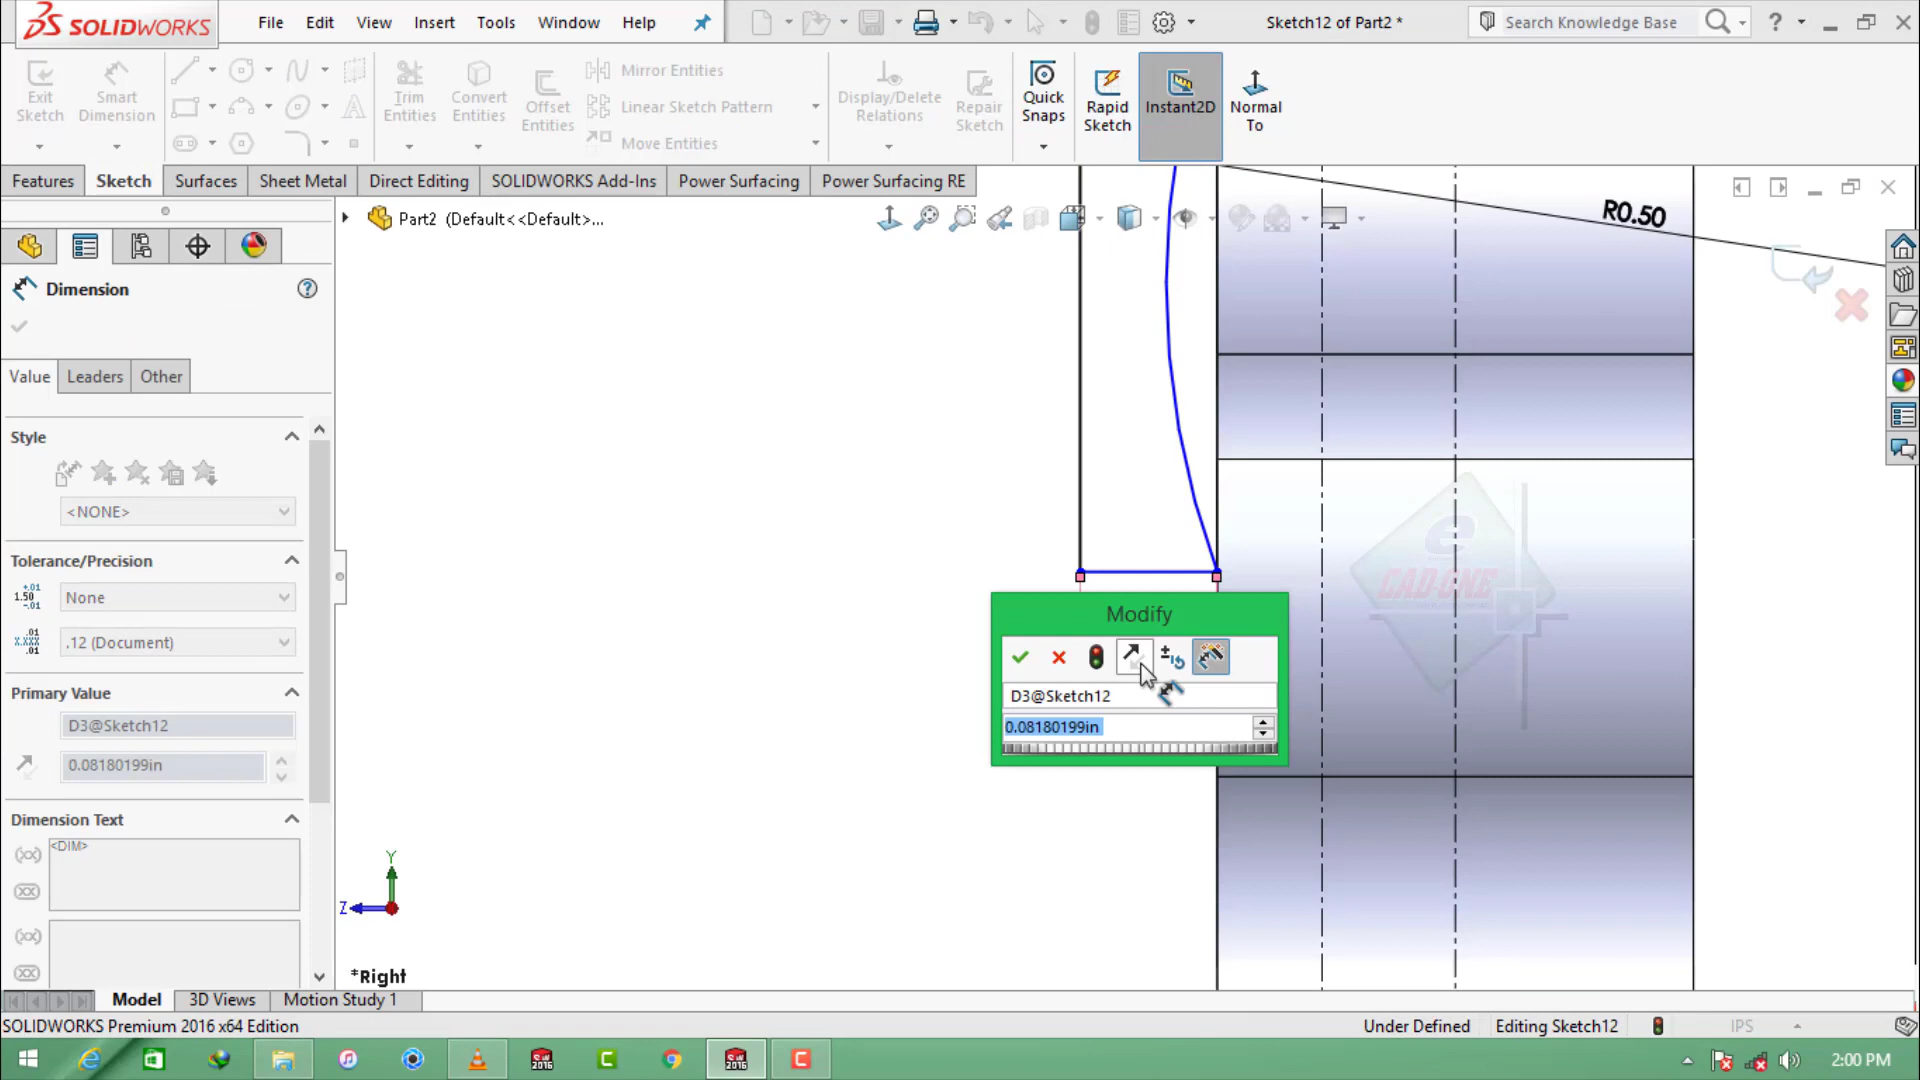 SOLIDWORKS File Edit View Insert Tools Window Help Sketch12 of Part2 * Search Knowledge Base ?
Exit Sketch Smart Dimension Trim Entities Convert Entities Offset Entities Mirror Entities Linear Sketch Pattern Move Entities Display/Delete Relations Repair Sketch Quick Snaps Rapid Sketch Instant2D Normal To
Features Sketch Surfaces Sheet Metal Direct Editing SOLIDWORKS Add-Ins Power Surfacing Power Surfacing RE
Part2 (Default<<Default>...
R0.50
Dimension
Value Leaders Other
Style
<NONE>
Tolerance/Precision
None
.12 (Document)
Primary Value
D3@Sketch12
0.08180199in
Dimension Text
<DIM>
Modify
D3@Sketch12
0.08180199in
e
CAD-ONE
Y
Z
*Right
Model 3D Views Motion Study 1
SOLIDWORKS Premium 2016 x64 Edition Under Defined Editing Sketch12 IPS
2:00 PM